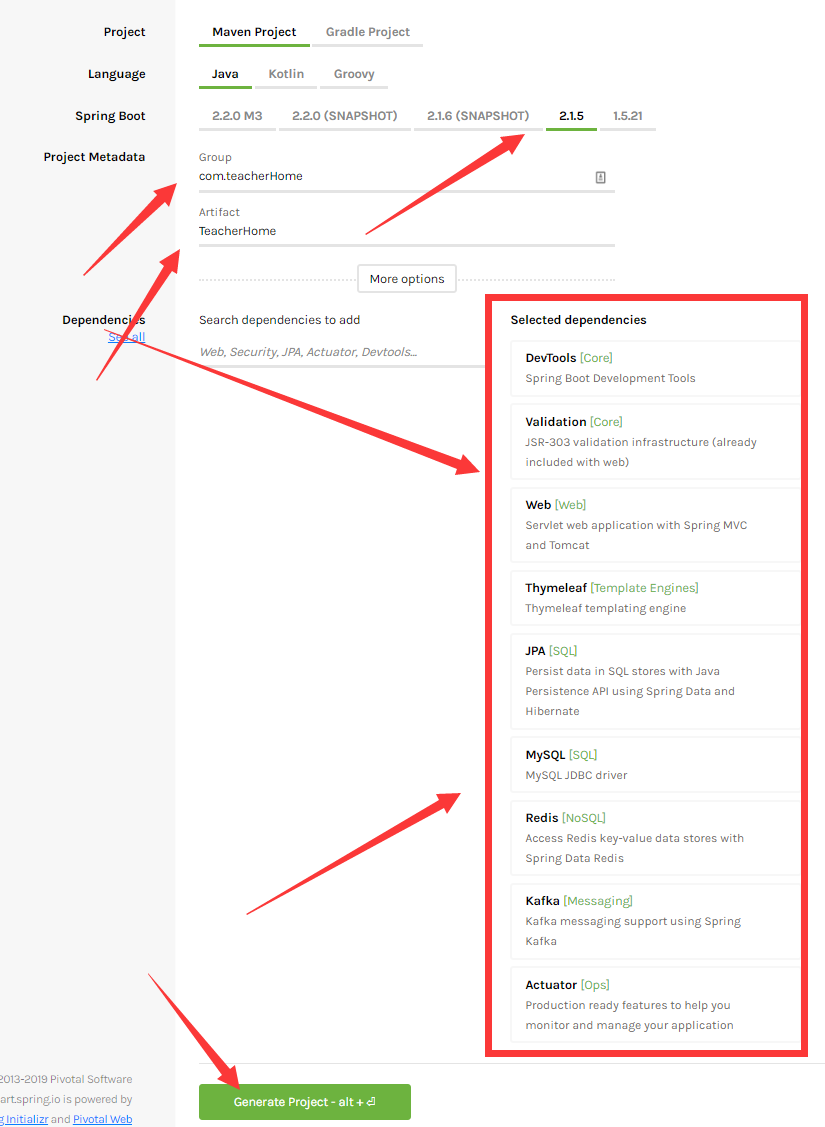 Project
Maven Project Gradle Project
Language
Java Kotlin Groovy
Spring Boot
2.2.0 M3 2.2.0 (SNAPSHOT) 2.1.6 (SNAPSHOT) 2.1.5 1.5.21
Project Metadata
Group
com.teacherHome
Artifact
TeacherHome
More options
Dependencies
See all
Search dependencies to add
Web, Security, JPA, Actuator, Devtools...
Selected dependencies
DevTools [Core]
Spring Boot Development Tools
Validation [Core]
JSR-303 validation infrastructure (already
included with web)
Web [Web]
Servlet web application with Spring MVC
and Tomcat
Thymeleaf [Template Engines]
Thymeleaf templating engine
JPA [SQL]
Persist data in SQL stores with Java
Persistence API using Spring Data and
Hibernate
MySQL [SQL]
MySQL JDBC driver
Redis [NoSQL]
Access Redis key-value data stores with
Spring Data Redis
Kafka [Messaging]
Kafka messaging support using Spring
Kafka
Actuator [Ops]
Production ready features to help you
monitor and manage your application
2013-2019 Pivotal Software
art.spring.io is powered by
g Initializr and Pivotal Web
Generate Project - alt + ⏎